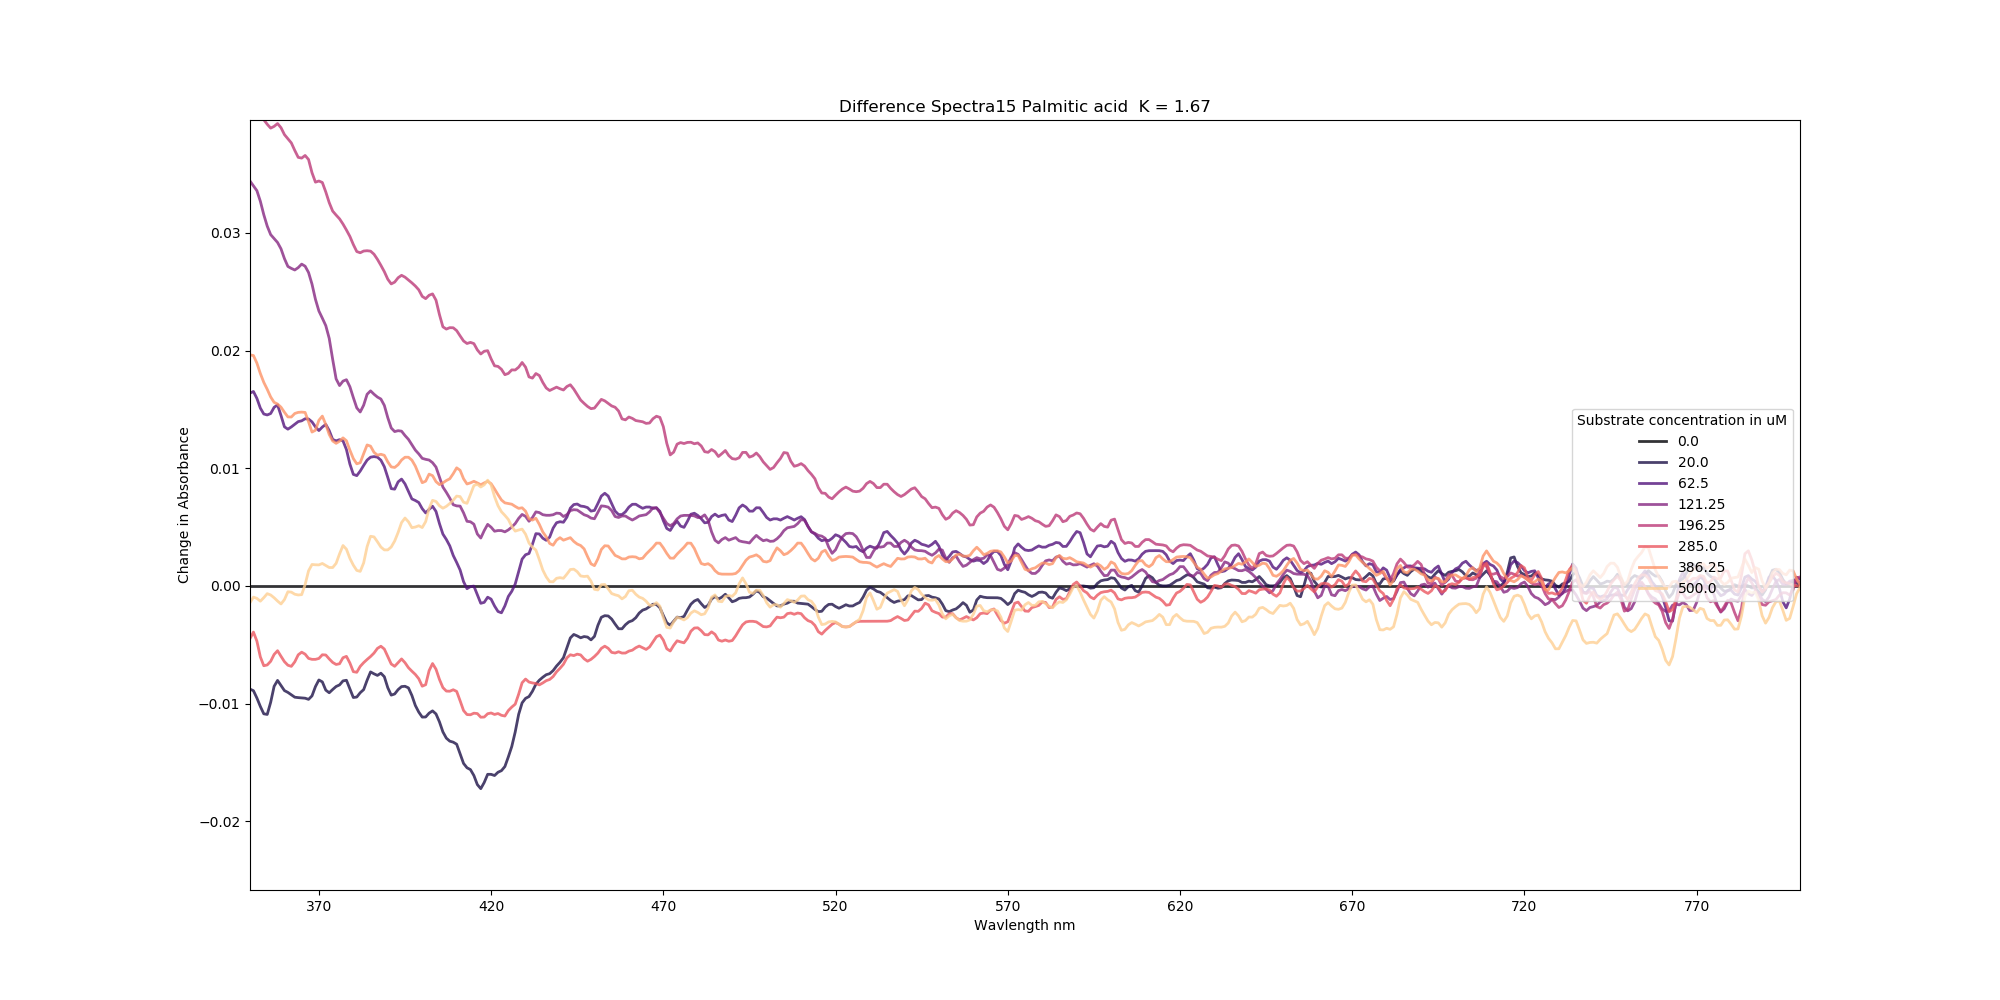 Difference Spectra15 Palmitic acid  K = 1.67
Change in Absorbance
0.03
0.02
0.01
0.00
−0.01
−0.02
Substrate concentration in uM
0.0
20.0
62.5
121.25
196.25
285.0
386.25
500.0
370 420 470 520 570 620 670 720 770
Wavlength nm